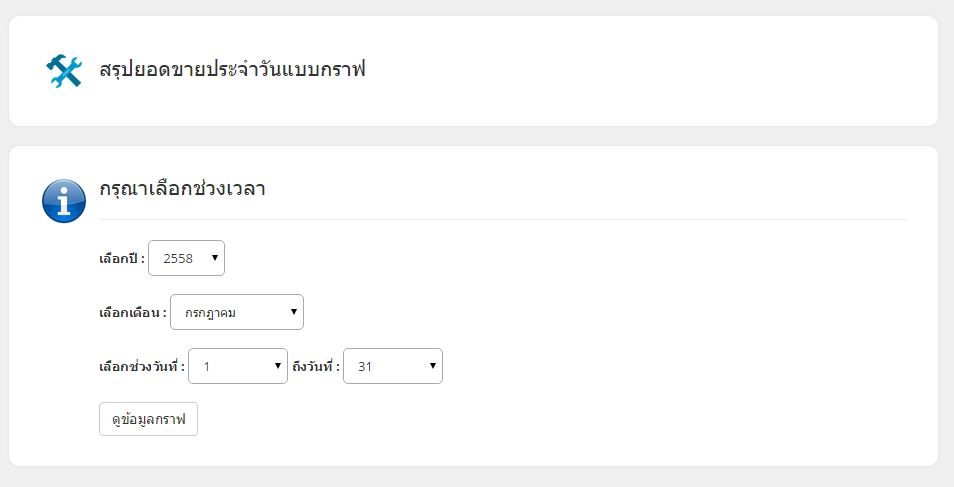 สรุปยอดขายประจำวันแบบกราฟ
กรุณาเลือกช่วงเวลา
เลือกปี : 2558
เลือกเดือน : กรกฎาคม
เลือกช่วงวันที่ : 1 ถึงวันที่ : 31
ดูข้อมูลกราฟ